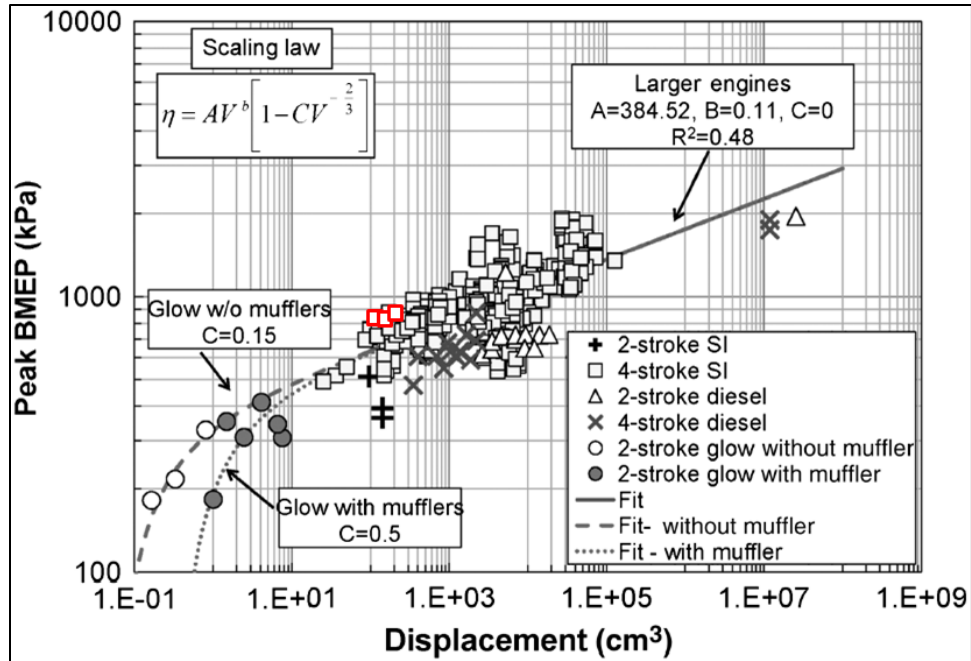 10000
1000
100
Peak BMEP (kPa)
Scaling law
η = AV^b [1 - CV^-2/3]
Larger engines
A=384.52, B=0.11, C=0
R²=0.48
Glow w/o mufflers
C=0.15
Glow with mufflers
C=0.5
2-stroke SI
4-stroke SI
2-stroke diesel
4-stroke diesel
2-stroke glow without muffler
2-stroke glow with muffler
Fit
Fit- without muffler
Fit - with muffler
1.E-01 1.E+01 1.E+03 1.E+05 1.E+07 1.E+09
Displacement (cm³)